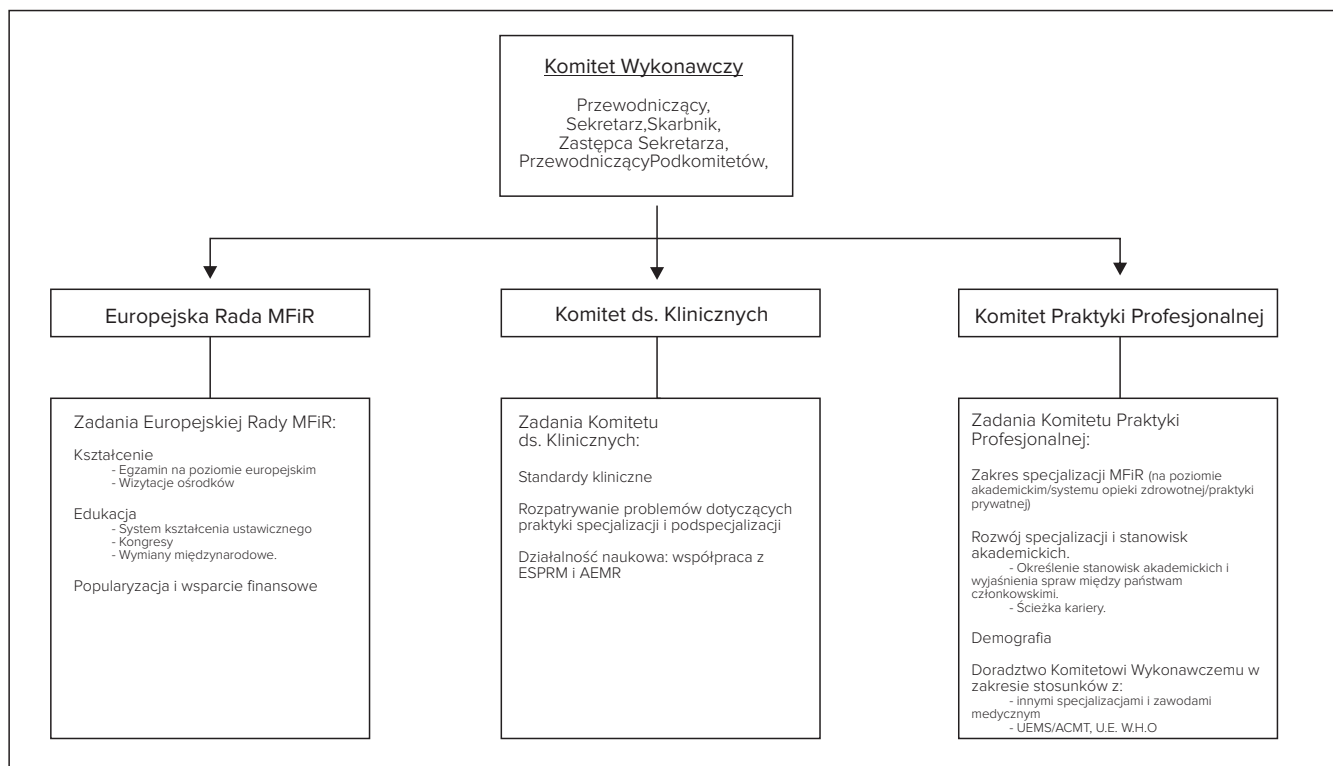 Komitet Wykonawczy
Przewodniczący,
Sekretarz,Skarbnik,
Zastępca Sekretarza,
PrzewodniczącyPodkomitetów,
Europejska Rada MFiR
Komitet ds. Klinicznych
Komitet Praktyki Profesjonalnej
Zadania Europejskiej Rady MFiR:
Kształcenie
- Egzamin na poziomie europejskim
- Wizytacje ośrodków
Edukacja
- System kształcenia ustawicznego
- Kongresy
- Wymiany międzynarodowe.
Popularyzacja i wsparcie finansowe
Zadania Komitetu
ds. Klinicznych:
Standardy kliniczne
Rozpatrywanie problemów dotyczących
praktyki specjalizacji i podspecjalizacji
Działalność naukowa: współpraca z
ESPRM i AEMR
Zadania Komitetu Praktyki
Profesjonalnej:
Zakres specjalizacji MFiR (na poziomie
akademickim/systemu opieki zdrowotnej/praktyki
prywatnej)
Rozwój specjalizacji i stanowisk
akademickich.
- Określenie stanowisk akademickich i
wyjaśnienia spraw między państwam
członkowskimi.
- Ścieżka kariery.
Demografia
Doradztwo Komitetowi Wykonawczemu w
zakresie stosunków z:
- innymi specjalizacjami i zawodami
medycznym
- UEMS/ACMT, U.E. W.H.O